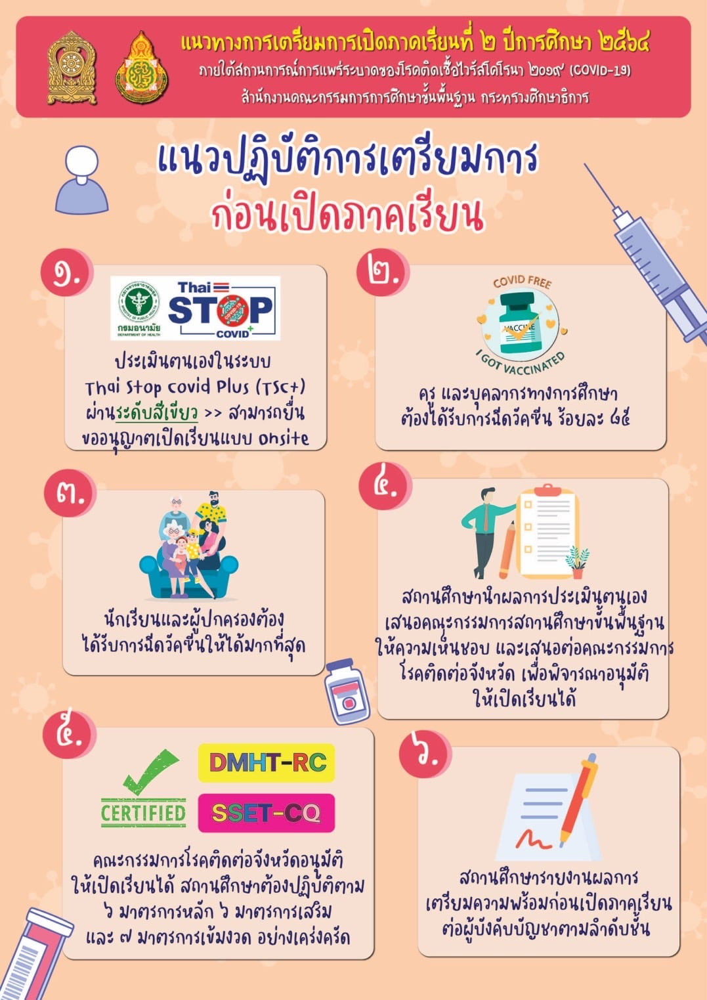 แนวทางการเตรียมการเปิดภาคเรียนที่ ๒ ปีการศึกษา ๒๕๖๔
ภายใต้สถานการณ์การแพร่ระบาดของโรคติดเชื้อไวรัสโคโรนา ๒๐๑๙ (COVID-19)
สำนักงานคณะกรรมการการศึกษาขั้นพื้นฐาน กระทรวงศึกษาธิการ
แนวปฏิบัติการเตรียมการ
ก่อนเปิดภาคเรียน
๑.
กรมอนามัย
DEPARTMENT OF HEALTH
Thai
STOP
COVID-19
COVID+
ประเมินตนเองในระบบ
Thai Stop Covid Plus (TSC+)
ผ่านระดับสีเขียว >> สามารถยื่น
ขออนุญาตเปิดเรียนแบบ Onsite
๒.
COVID FREE
VACCINE
I GOT VACCINATED
ครู และบุคลากรทางการศึกษา
ต้องได้รับการฉีดวัคซีน ร้อยละ ๘๕
๓.
นักเรียนและผู้ปกครองต้อง
ได้รับการฉีดวัคซีนให้ได้มากที่สุด
๔.
สถานศึกษานำผลการประเมินตนเอง
เสนอคณะกรรมการสถานศึกษาขั้นพื้นฐาน
ให้ความเห็นชอบ และเสนอต่อคณะกรรมการ
โรคติดต่อจังหวัด เพื่อพิจารณาอนุมัติ
ให้เปิดเรียนได้
๕.
CERTIFIED
DMHT-RC
SSET-CQ
คณะกรรมการโรคติดต่อจังหวัดอนุมัติ
ให้เปิดเรียนได้ สถานศึกษาต้องปฏิบัติตาม
๖ มาตรการหลัก ๖ มาตรการเสริม
และ ๗ มาตรการเข้มงวด อย่างเคร่งครัด
๖.
สถานศึกษารายงานผลการ
เตรียมความพร้อมก่อนเปิดภาคเรียน
ต่อผู้บังคับบัญชาตามลำดับชั้น